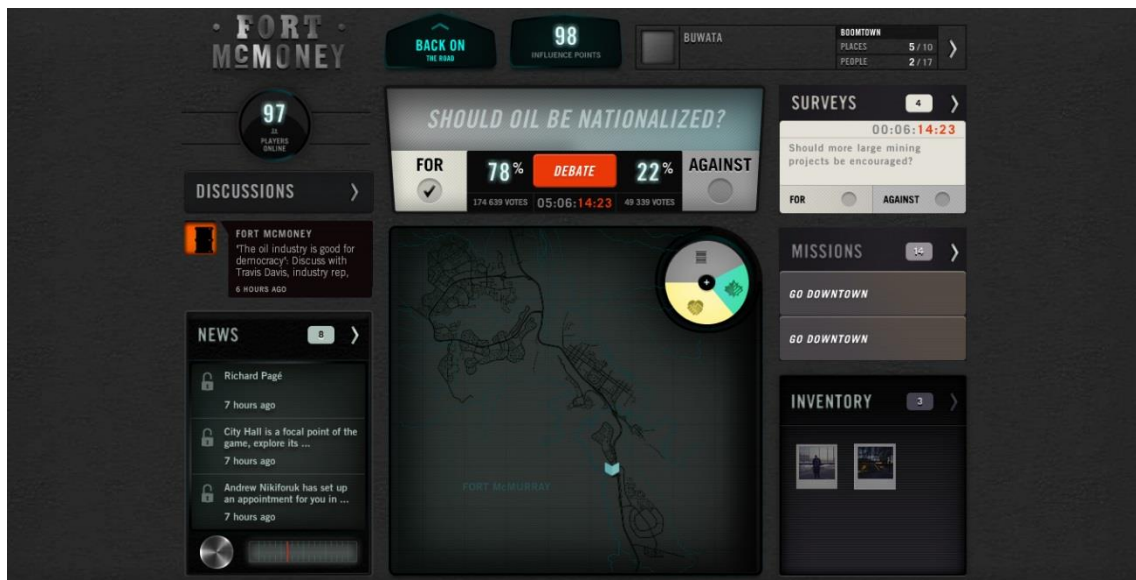 FORT
McMONEY
BACK ON
THE ROAD
98
INFLUENCE POINTS
BUWATA
BOOMTOWN
PLACES 5/10
PEOPLE 2/17
97
PLAYERS
ONLINE
DISCUSSIONS
FORT MCMONEY
"The oil industry is good for
democracy": Discuss with
Travis Davis, industry rep,
6 HOURS AGO
NEWS 8
Richard Pagé
7 hours ago
City Hall is a focal point of the
game, explore its ...
7 hours ago
Andrew Nikiforuk has set up
an appointment for you in ...
7 hours ago
SHOULD OIL BE NATIONALIZED?
FOR 78% DEBATE 22% AGAINST
174 639 VOTES 05:06:14:23 49 339 VOTES
FORT McMURRAY
SURVEYS 4
00:06:14:23
Should more large mining
projects be encouraged?
FOR AGAINST
MISSIONS 14
GO DOWNTOWN
GO DOWNTOWN
INVENTORY 3